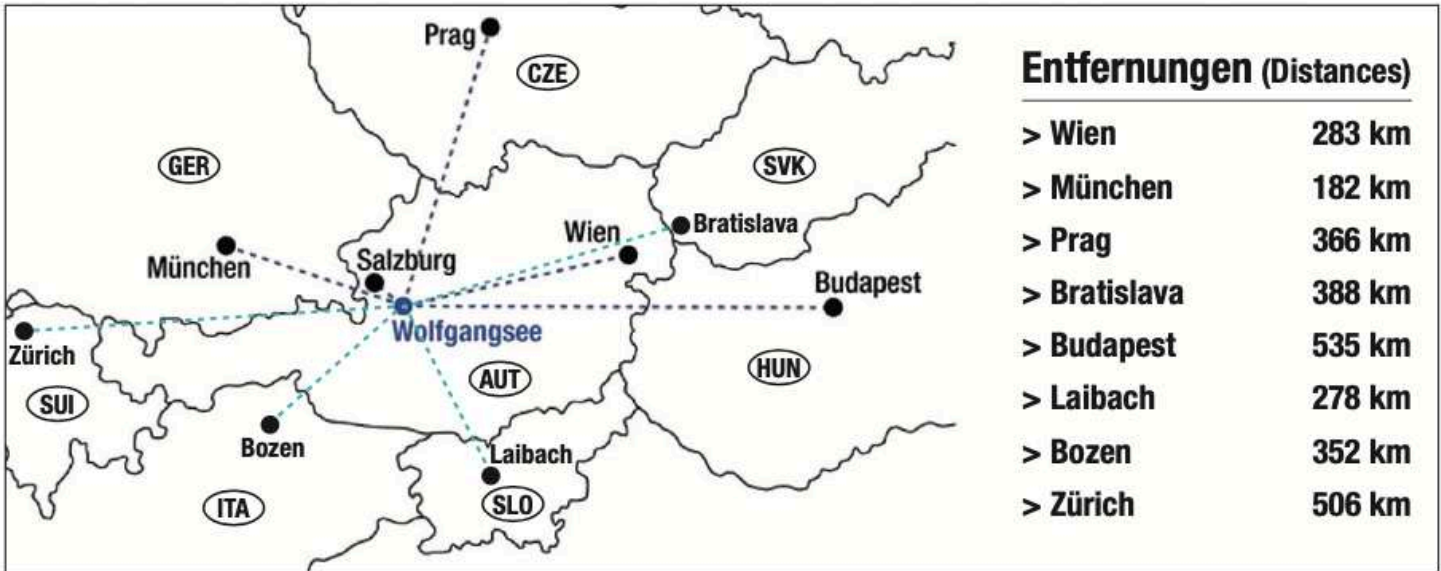 Prag
CZE
GER
SVK
Bratislava
Wien
München
Salzburg
Budapest
Wolfgangsee
Zürich
HUN
AUT
SUI
Bozen
Laibach
ITA
SLO
Entfernungen (Distances)
> Wien 283 km
> München 182 km
> Prag 366 km
> Bratislava 388 km
> Budapest 535 km
> Laibach 278 km
> Bozen 352 km
> Zürich 506 km